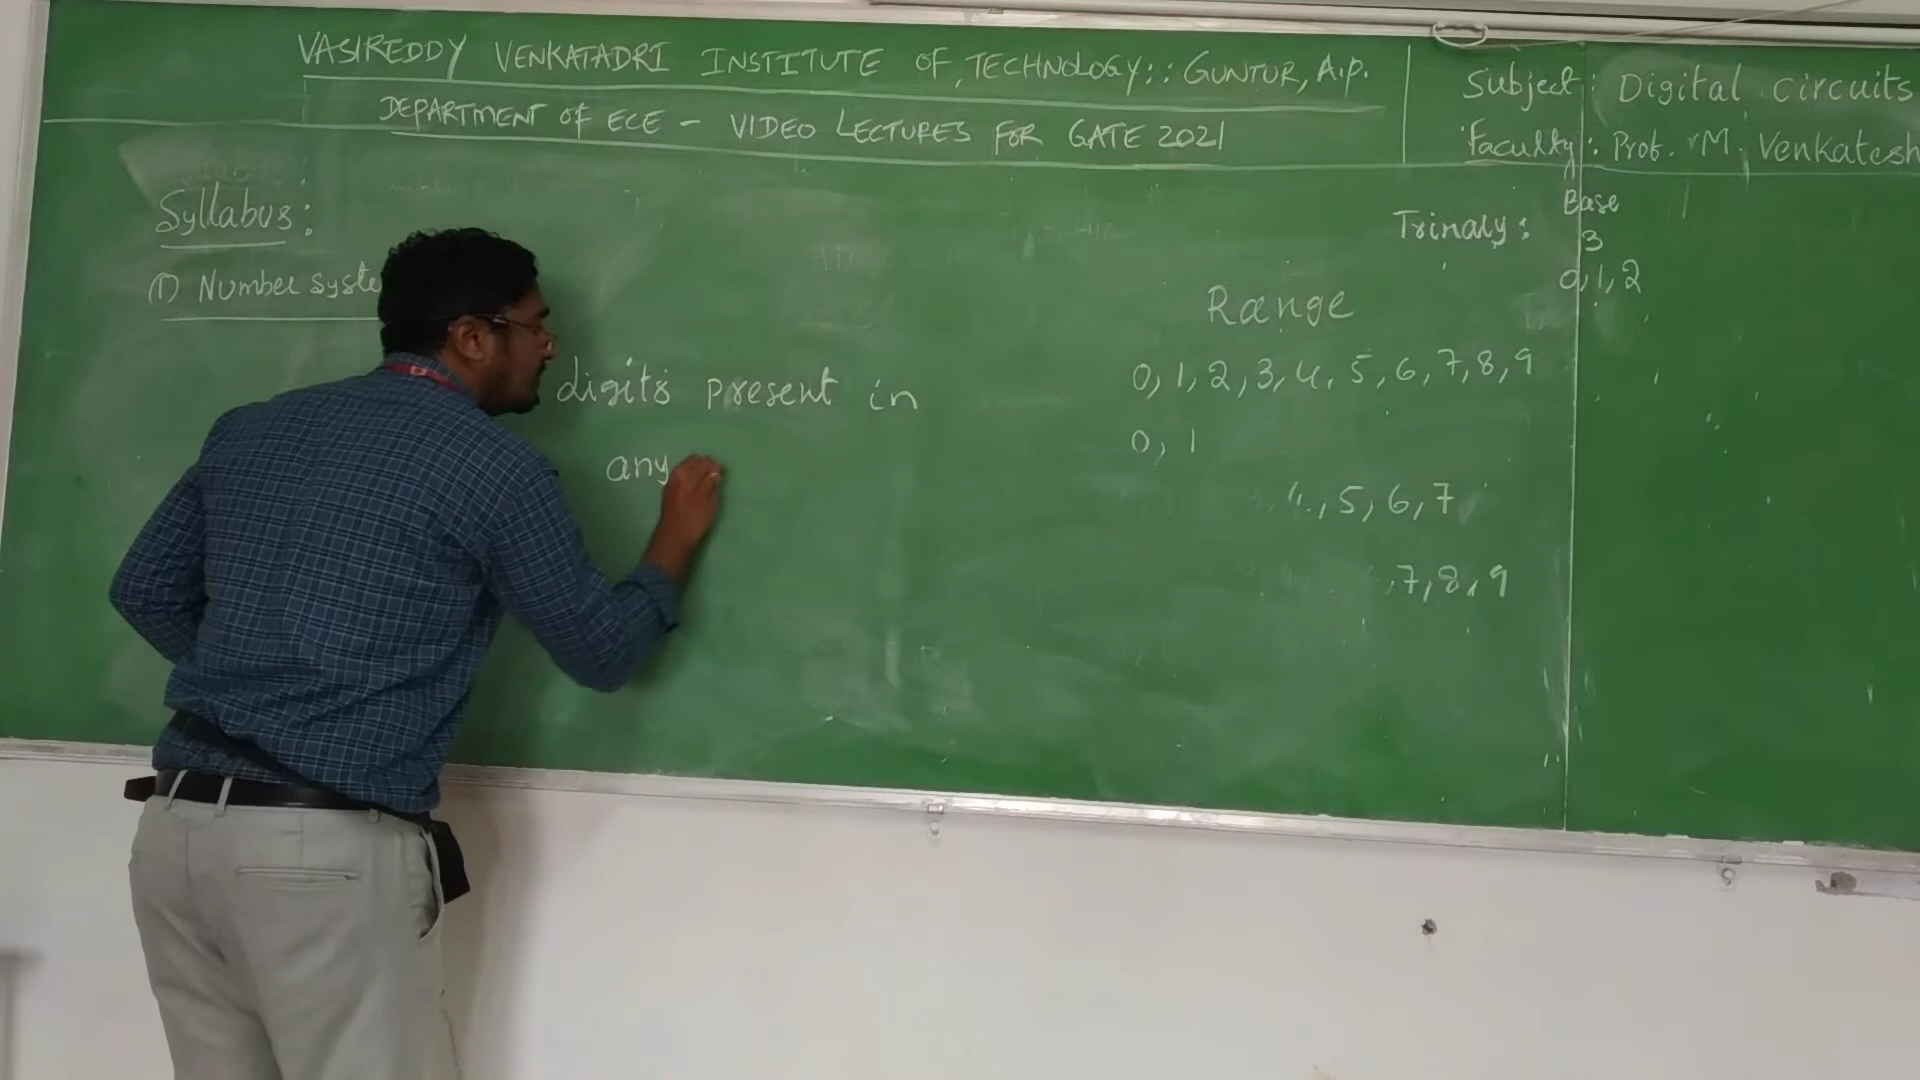 VASIREDDY VENKATADRI INSTITUTE OF TECHNOLOGY:: GUNTUR, A.P.
DEPARTMENT OF ECE - VIDEO LECTURES FOR GATE 2021
Subject: Digital Circuits
Faculty: Prof. M. Venkatesh
Syllabus:
(1) Number syste
digits present in
any
Trinaly:
Base
3
0,1,2
Range
0,1,2,3,4,5,6,7,8,9
0, 1
4,5,6,7
,7,8,9